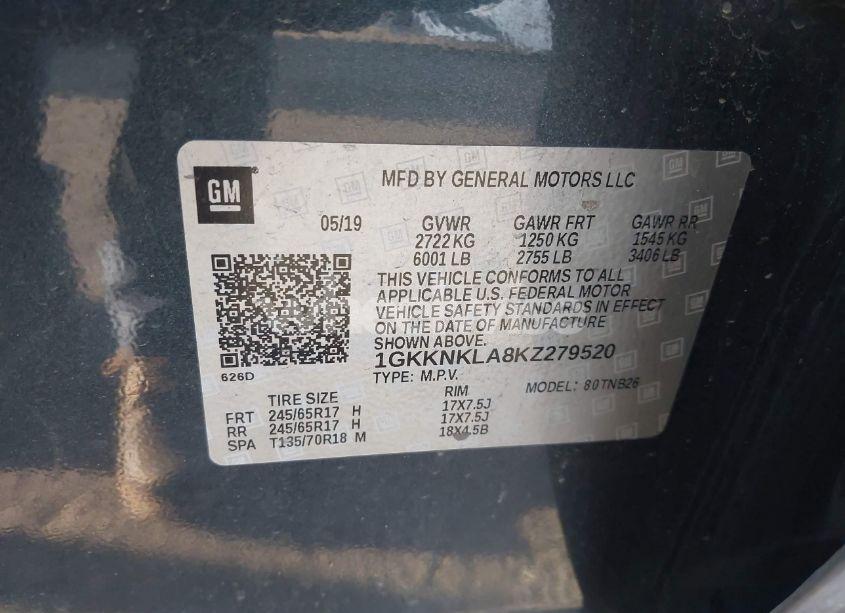 GM
MFD BY GENERAL MOTORS LLC
05/19 GVWR GAWR FRT GAWR RR
2722 KG 1250 KG 1545 KG
6001 LB 2755 LB 3406 LB
THIS VEHICLE CONFORMS TO ALL
APPLICABLE U.S. FEDERAL MOTOR
VEHICLE SAFETY STANDARDS IN EFFECT
ON THE DATE OF MANUFACTURE
SHOWN ABOVE.
1GKKNKLA8KZ279520
626D
TYPE: M.P.V. MODEL: 80TNB26
TIRE SIZE RIM
FRT 245/65R17 H 17X7.5J
RR 245/65R17 H 17X7.5J
SPA T135/70R18 M 18X4.5B